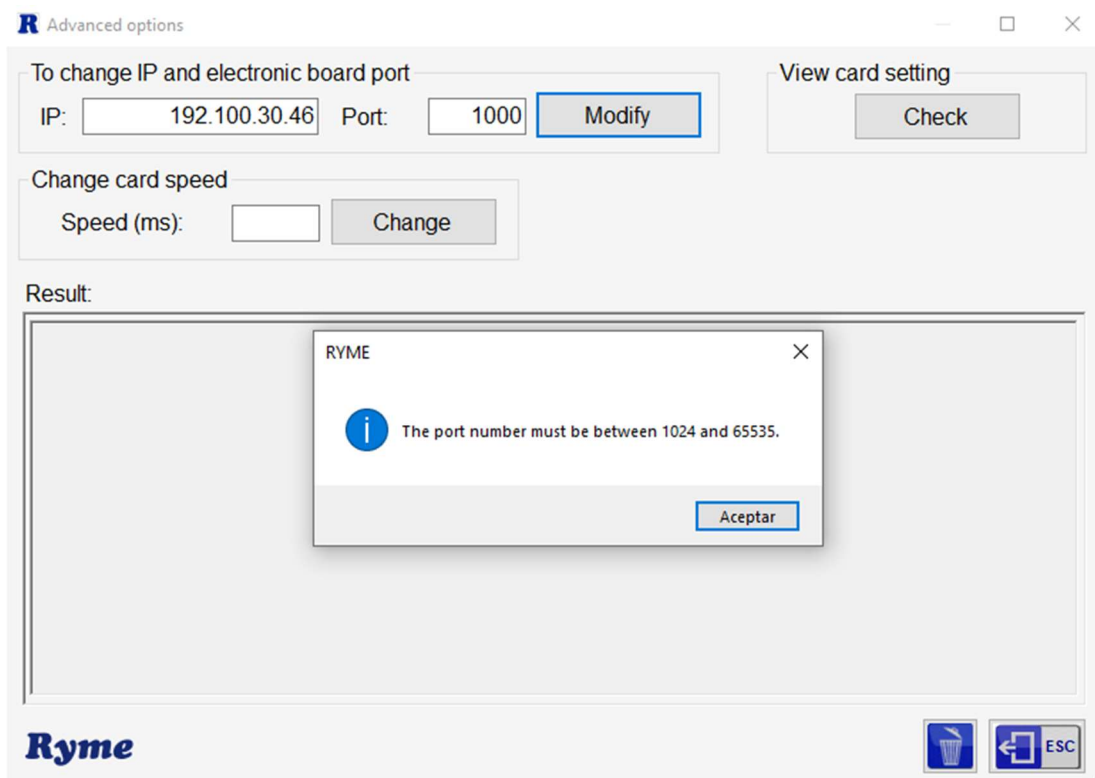 R Advanced options
To change IP and electronic board port
View card setting
IP: 192.100.30.46 Port: 1000 Modify
Check
Change card speed
Speed (ms): Change
Result:
RYME
i The port number must be between 1024 and 65535.
Aceptar
Ryme
ESC